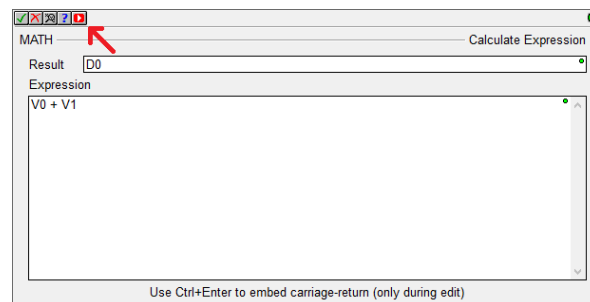 MATH
Calculate Expression
Result D0
Expression
V0 + V1
Use Ctrl+Enter to embed carriage-return (only during edit)